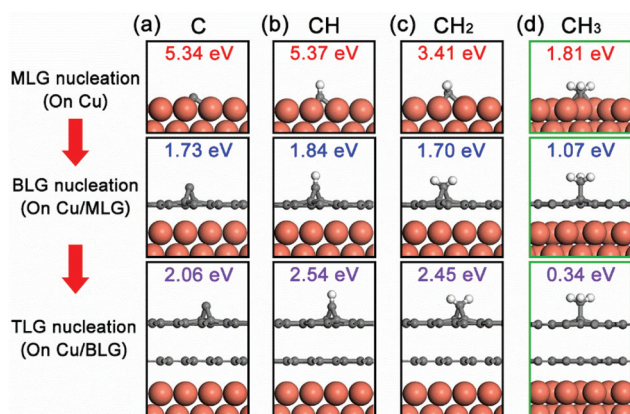 (a) C (b) CH (c) CH₂ (d) CH₃
MLG nucleation
(On Cu)
5.34 eV 5.37 eV 3.41 eV 1.81 eV
BLG nucleation
(On Cu/MLG)
1.73 eV 1.84 eV 1.70 eV 1.07 eV
TLG nucleation
(On Cu/BLG)
2.06 eV 2.54 eV 2.45 eV 0.34 eV